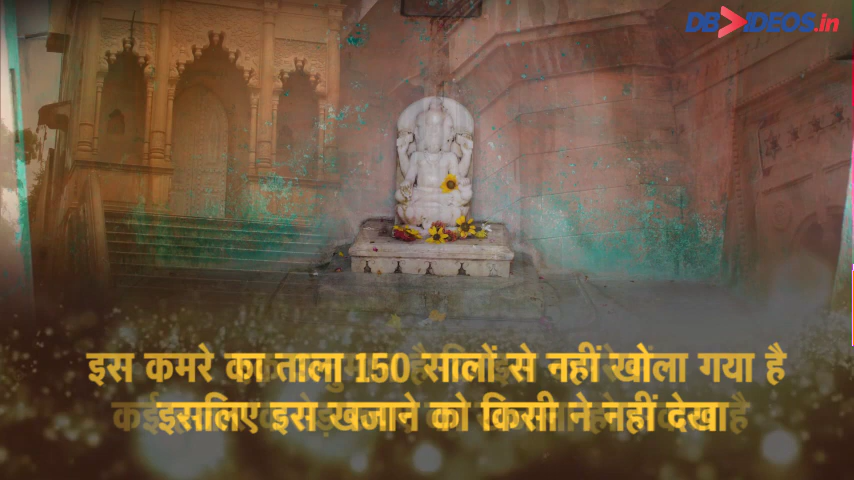 DB VIDEOS.in
इस कमरे का ताला 150 सालों से नहीं खोला गया है
इसलिए इस खजाने को किसी ने नहीं देखा